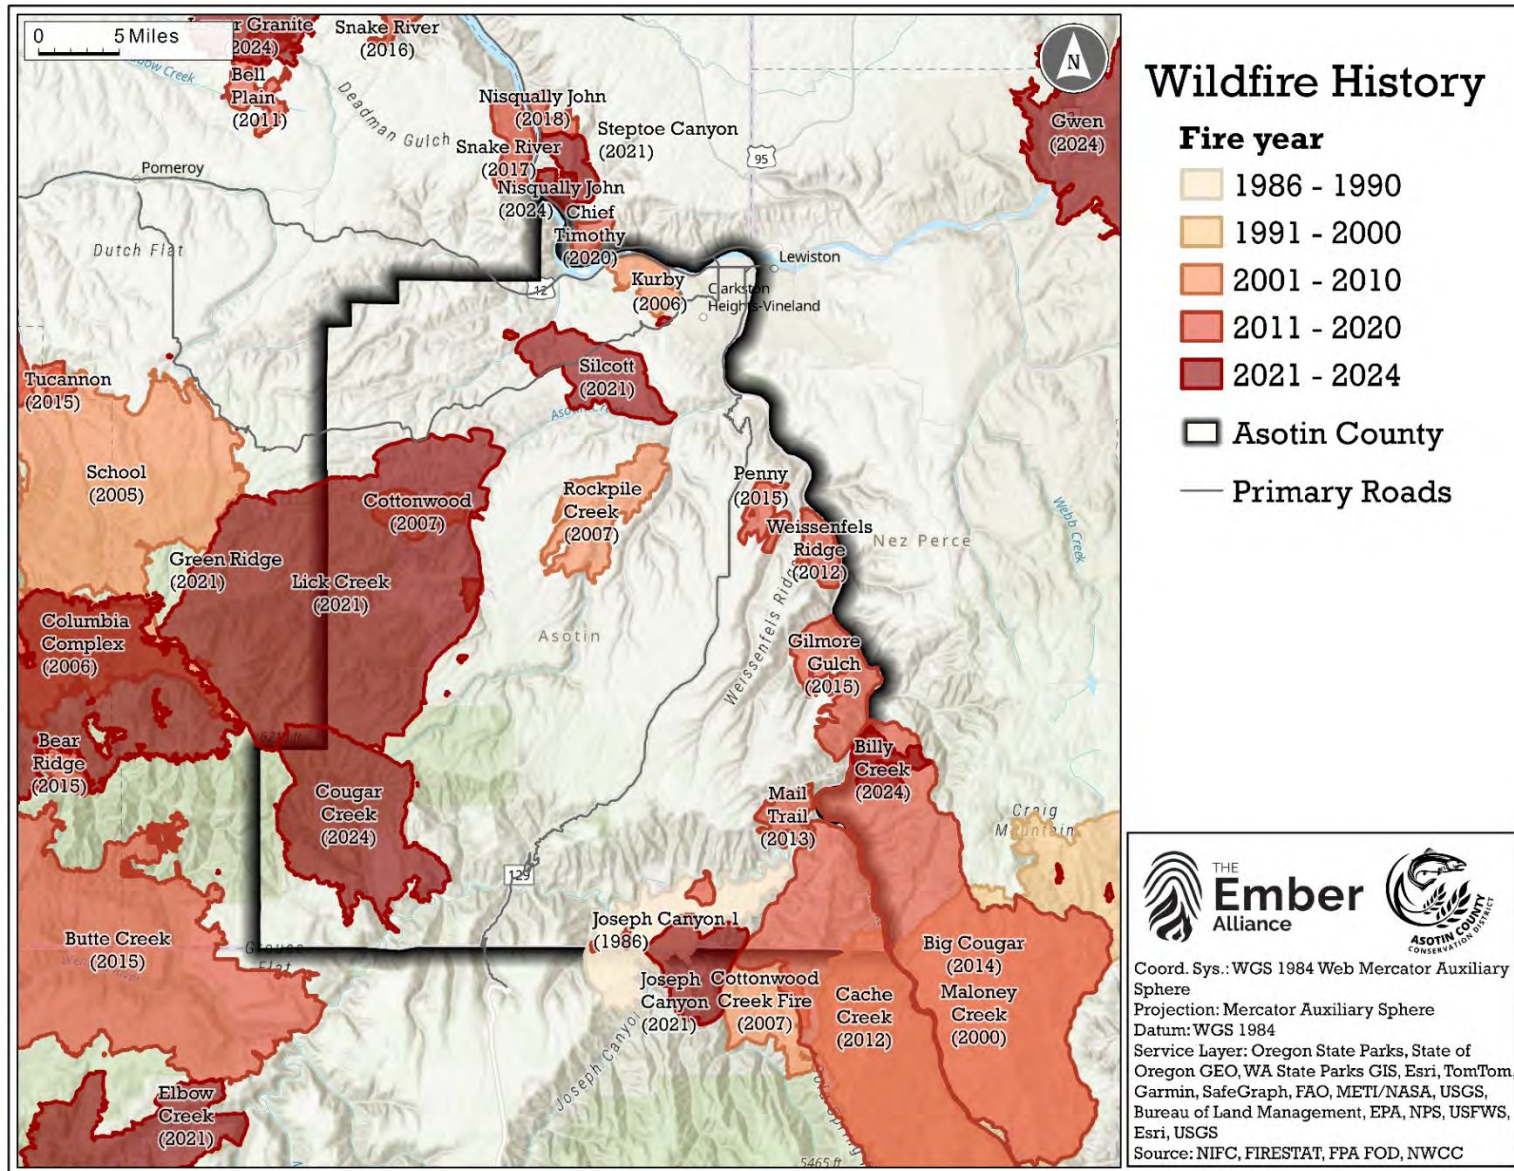 0 5 Miles
Granite
(2024)
Snake River
(2016)
Bell
Plain
(2011)
Deadman Gulch
Nisqually John
(2018)
Steptoe Canyon
(2021)
Snake River
(2017)
95
N
Gwen
(2024)
Pomeroy
Nisqually John
(2024)
Chief
Timothy
(2020)
Dutch Flat
Lewiston
12
Kurby
(2006)
Clarkston
Heights-Vineland
Tucannon
(2015)
Silcott
(2021)
School
(2005)
Cottonwood
(2007)
Rockpile
Creek
(2007)
Penny
(2015)
Weissenfels
Ridge
(2012)
Nez Perce
Webb Creek
Green Ridge
(2021)
Lick Creek
(2021)
Columbia
Complex
(2006)
Asotin
Weissenfels Ridge
Gilmore
Gulch
(2015)
Bear
Ridge
(2015)
Billy
Creek
(2024)
Cougar
Creek
(2024)
Mail
Trail
(2013)
Craig
Mountain
129
Joseph Canyon 1
(1986)
Butte Creek
(2015)
Grouse
Flat
Big Cougar
(2014)
Joseph
Canyon
(2021)
Cottonwood
Creek Fire
(2007)
Cache
Creek
(2012)
Maloney
Creek
(2000)
Joseph Canyon
Elbow
Creek
(2021)
5465 ft
Wildfire History
Fire year
1986 - 1990
1991 - 2000
2001 - 2010
2011 - 2020
2021 - 2024
Asotin County
Primary Roads
THE
Ember
Alliance
ASOTIN COUNTY
CONSERVATION DISTRICT
Coord. Sys.: WGS 1984 Web Mercator Auxiliary
Sphere
Projection: Mercator Auxiliary Sphere
Datum: WGS 1984
Service Layer: Oregon State Parks, State of
Oregon GEO, WA State Parks GIS, Esri, TomTom,
Garmin, SafeGraph, FAO, METI/NASA, USGS,
Bureau of Land Management, EPA, NPS, USFWS,
Esri, USGS
Source: NIFC, FIRESTAT, FPA FOD, NWCC